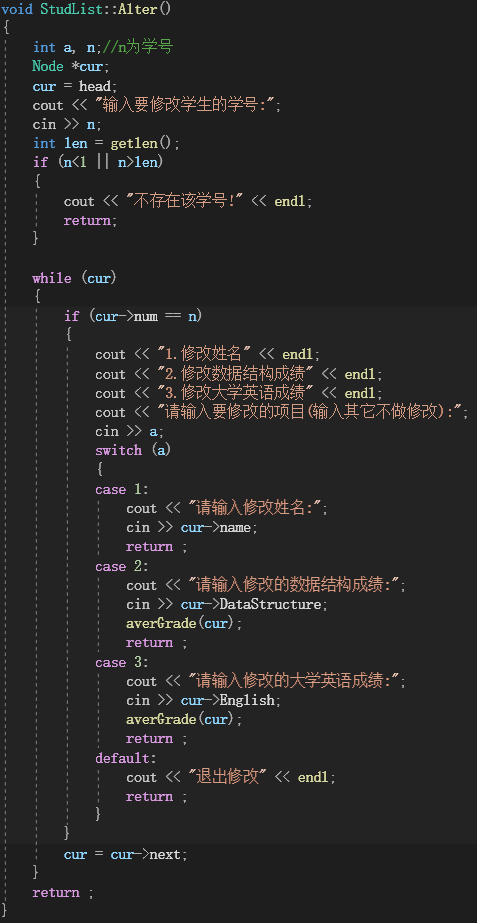 void StudList::Alter()
{
    int a, n;//n为学号
    Node *cur;
    cur = head;
    cout << "输入要修改学生的学号:";
    cin >> n;
    int len = getlen();
    if (n<1 || n>len)
    {
        cout << "不存在该学号!" << endl;
        return;
    }

    while (cur)
    {
        if (cur->num == n)
        {
            cout << "1.修改姓名" << endl;
            cout << "2.修改数据结构成绩" << endl;
            cout << "3.修改大学英语成绩" << endl;
            cout << "请输入要修改的项目(输入其它不做修改):";
            cin >> a;
            switch (a)
            {
            case 1:
                cout << "请输入修改姓名:";
                cin >> cur->name;
                return ;
            case 2:
                cout << "请输入修改的数据结构成绩:";
                cin >> cur->DataStructure;
                averGrade(cur);
                return ;
            case 3:
                cout << "请输入修改的大学英语成绩:";
                cin >> cur->English;
                averGrade(cur);
                return ;
            default:
                cout << "退出修改" << endl;
                return ;
            }
        }
        cur = cur->next;
    }
    return ;
}